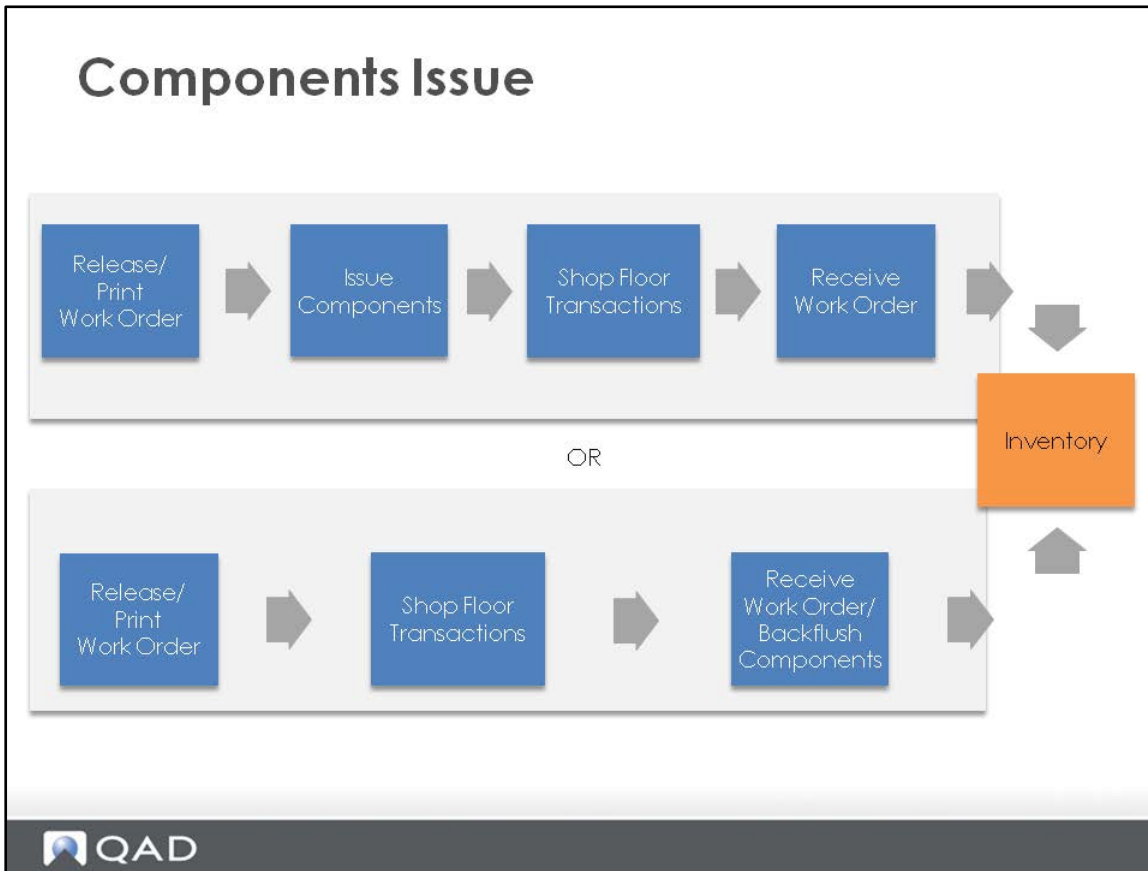 Components Issue
Release/
Print
Work Order
Issue
Components
Shop Floor
Transactions
Receive
Work Order
Inventory
OR
Release/
Print
Work Order
Shop Floor
Transactions
Receive
Work Order/
Backflush
Components
QAD